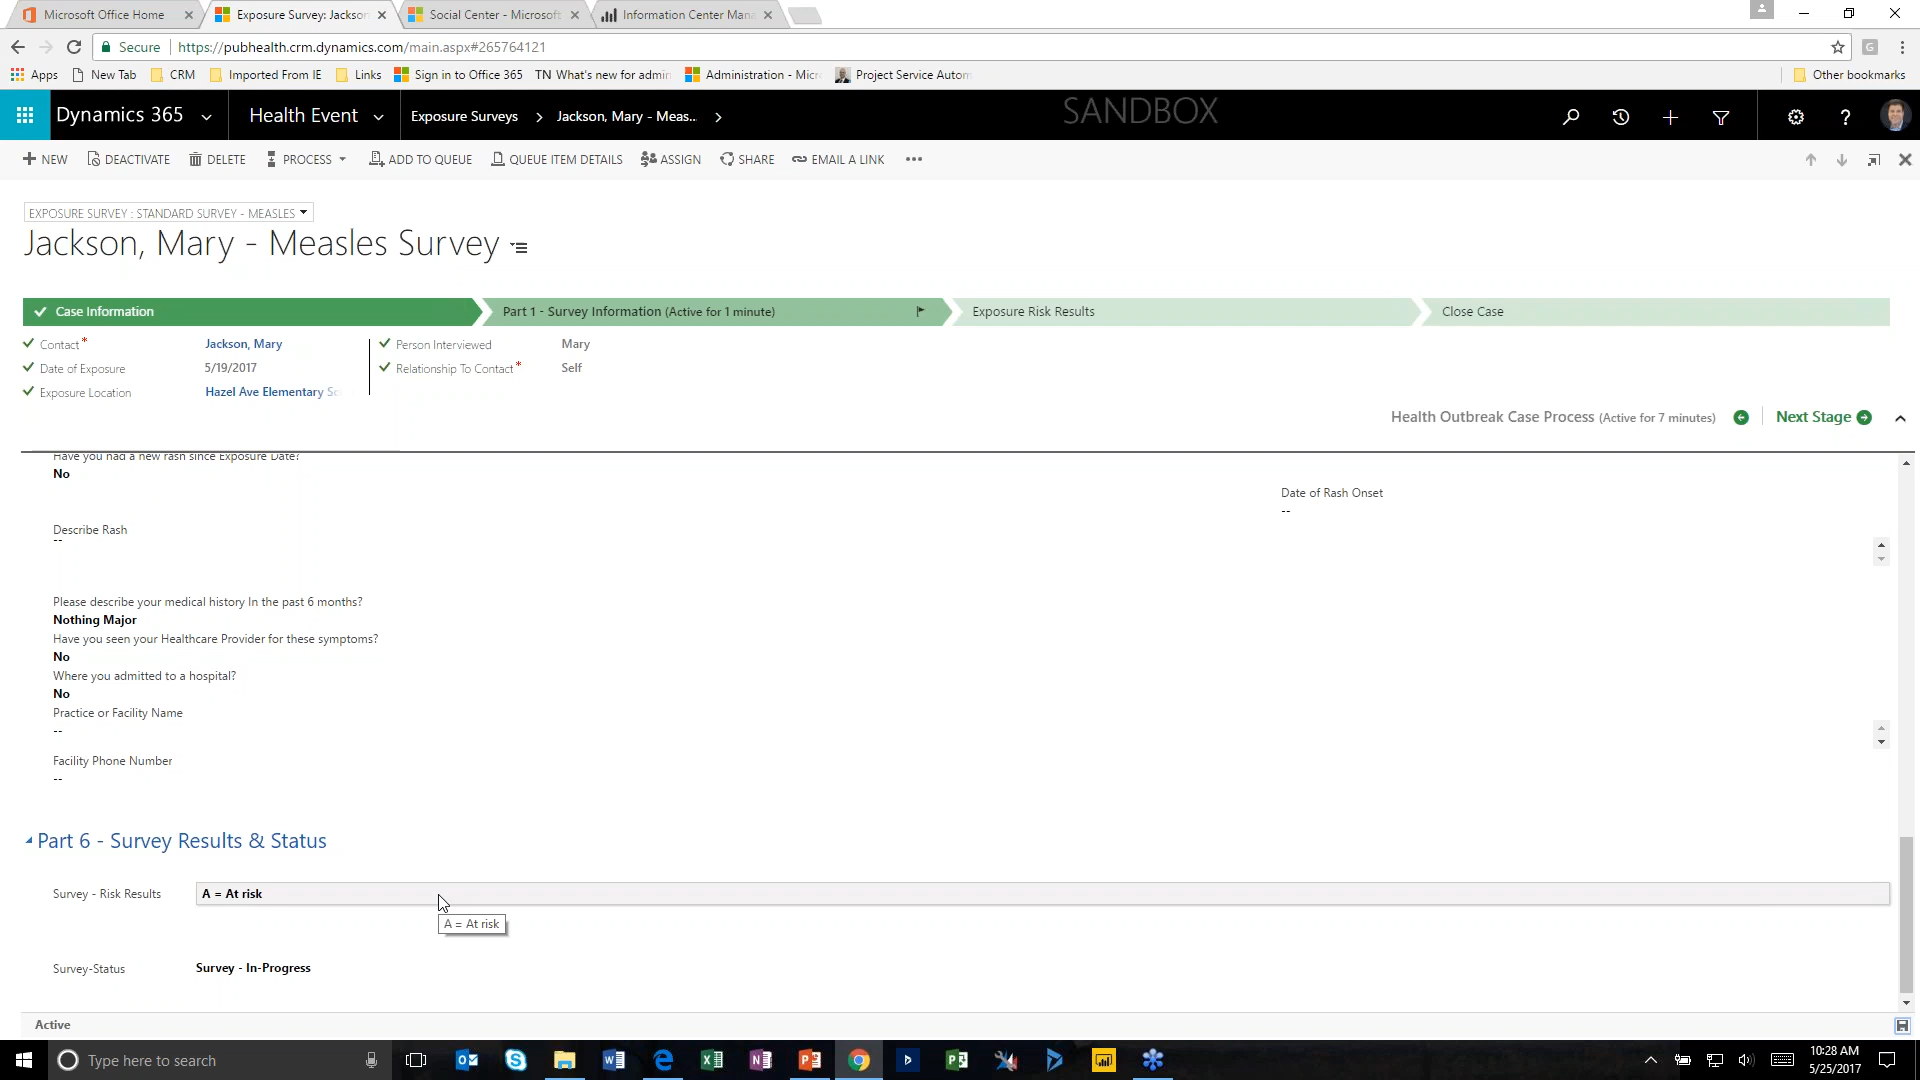 Microsoft Office Home
Exposure Survey: Jackson
Social Center - Microsoft
Information Center Mana
Secure
https://pubhealth.crm.dynamics.com/main.aspx#265764121
Apps
New Tab
CRM
Imported From IE
Links
Sign in to Office 365
TN What's new for admin
Administration - Micr
Project Service Autom
Other bookmarks
Dynamics 365
Health Event
Exposure Surveys
Jackson, Mary - Meas...
SANDBOX
NEW
DEACTIVATE
DELETE
PROCESS
ADD TO QUEUE
QUEUE ITEM DETAILS
ASSIGN
SHARE
EMAIL A LINK
EXPOSURE SURVEY : STANDARD SURVEY - MEASLES
Jackson, Mary - Measles Survey
Case Information
Part 1 - Survey Information (Active for 1 minute)
Exposure Risk Results
Close Case
Contact*
Jackson, Mary
Person Interviewed
Mary
Date of Exposure
5/19/2017
Relationship To Contact*
Self
Exposure Location
Hazel Ave Elementary Sc
Health Outbreak Case Process (Active for 7 minutes)
Next Stage
Have you had a new rash since Exposure Date?
No
Date of Rash Onset
--
Describe Rash
--
Please describe your medical history In the past 6 months?
Nothing Major
Have you seen your Healthcare Provider for these symptoms?
No
Where you admitted to a hospital?
No
Practice or Facility Name
--
Facility Phone Number
--
Part 6 - Survey Results & Status
Survey - Risk Results
A = At risk
A = At risk
Survey-Status
Survey - In-Progress
Active
Type here to search
10:28 AM
5/25/2017